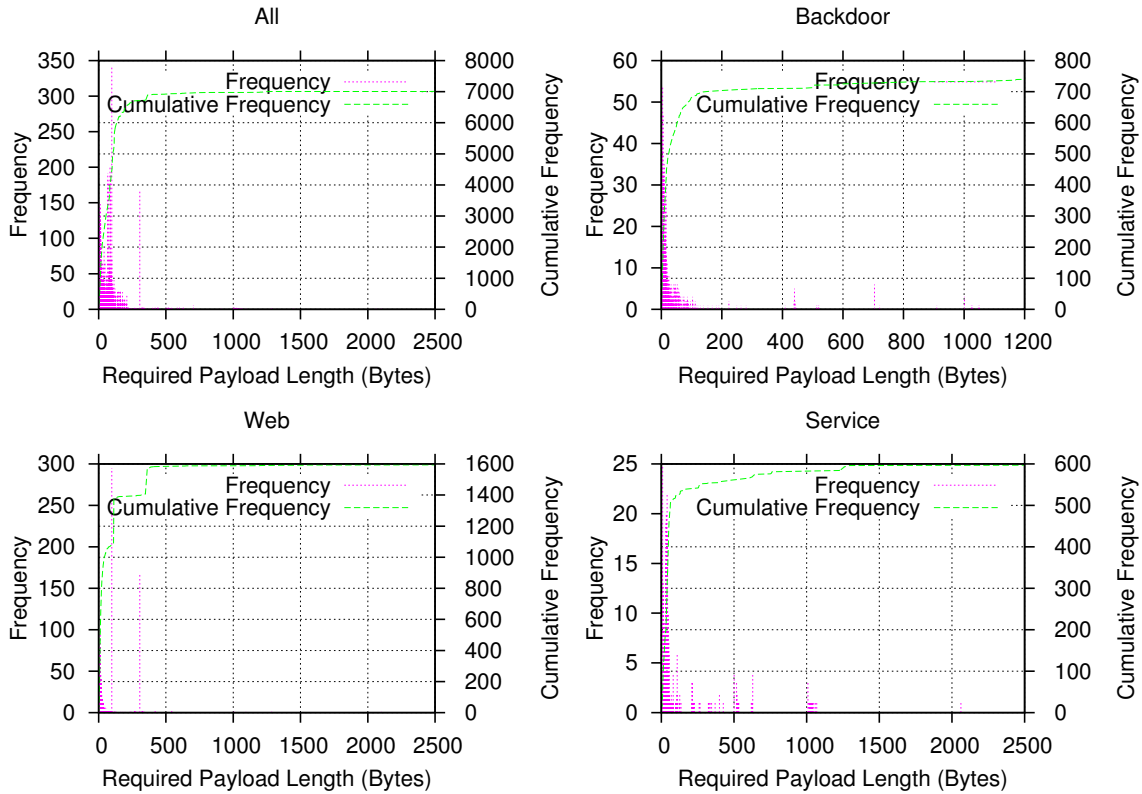 All
Frequency
Cumulative Frequency
350
300
250
200
150
100
50
0
8000
7000
6000
5000
4000
3000
2000
1000
0
0 500 1000 1500 2000 2500
Frequency
Cumulative Frequency
Required Payload Length (Bytes)
Backdoor
Frequency
Cumulative Frequency
60
50
40
30
20
10
0
800
700
600
500
400
300
200
100
0
0 200 400 600 800 1000 1200
Frequency
Cumulative Frequency
Required Payload Length (Bytes)
Web
Frequency
Cumulative Frequency
300
250
200
150
100
50
0
1600
1400
1200
1000
800
600
400
200
0
0 500 1000 1500 2000 2500
Frequency
Cumulative Frequency
Required Payload Length (Bytes)
Service
Frequency
Cumulative Frequency
25
20
15
10
5
0
600
500
400
300
200
100
0
0 500 1000 1500 2000 2500
Frequency
Cumulative Frequency
Required Payload Length (Bytes)